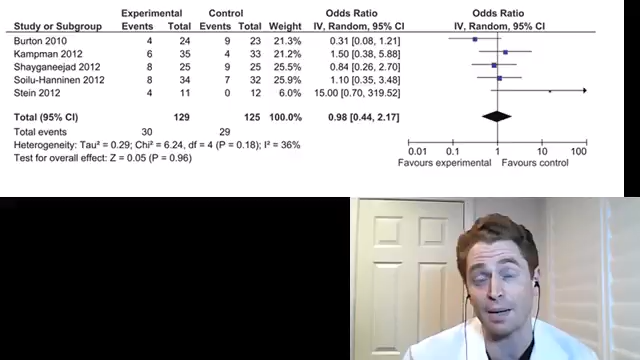 Experimental Control Odds Ratio Odds Ratio
Study or Subgroup Events Total Events Total Weight IV, Random, 95% CI IV, Random, 95% CI
Burton 2010 4 24 9 23 21.3% 0.31 [0.08, 1.21]
Kampman 2012 6 35 4 33 21.2% 1.50 [0.38, 5.88]
Shayganeejad 2012 8 25 9 25 25.6% 0.84 [0.26, 2.70]
Soilu-Hanninen 2012 8 34 7 32 25.9% 1.10 [0.35, 3.48]
Stein 2012 4 11 0 12 6.0% 15.00 [0.70, 319.52]
Total (95% CI) 129 125 100.0% 0.98 [0.44, 2.17]
Total events 30 29
Heterogeneity: Tau² = 0.29; Chi² = 6.24, df = 4 (P = 0.18); I² = 36%
Test for overall effect: Z = 0.05 (P = 0.96)
0.01 0.1 1 10 100
Favours experimental Favours control